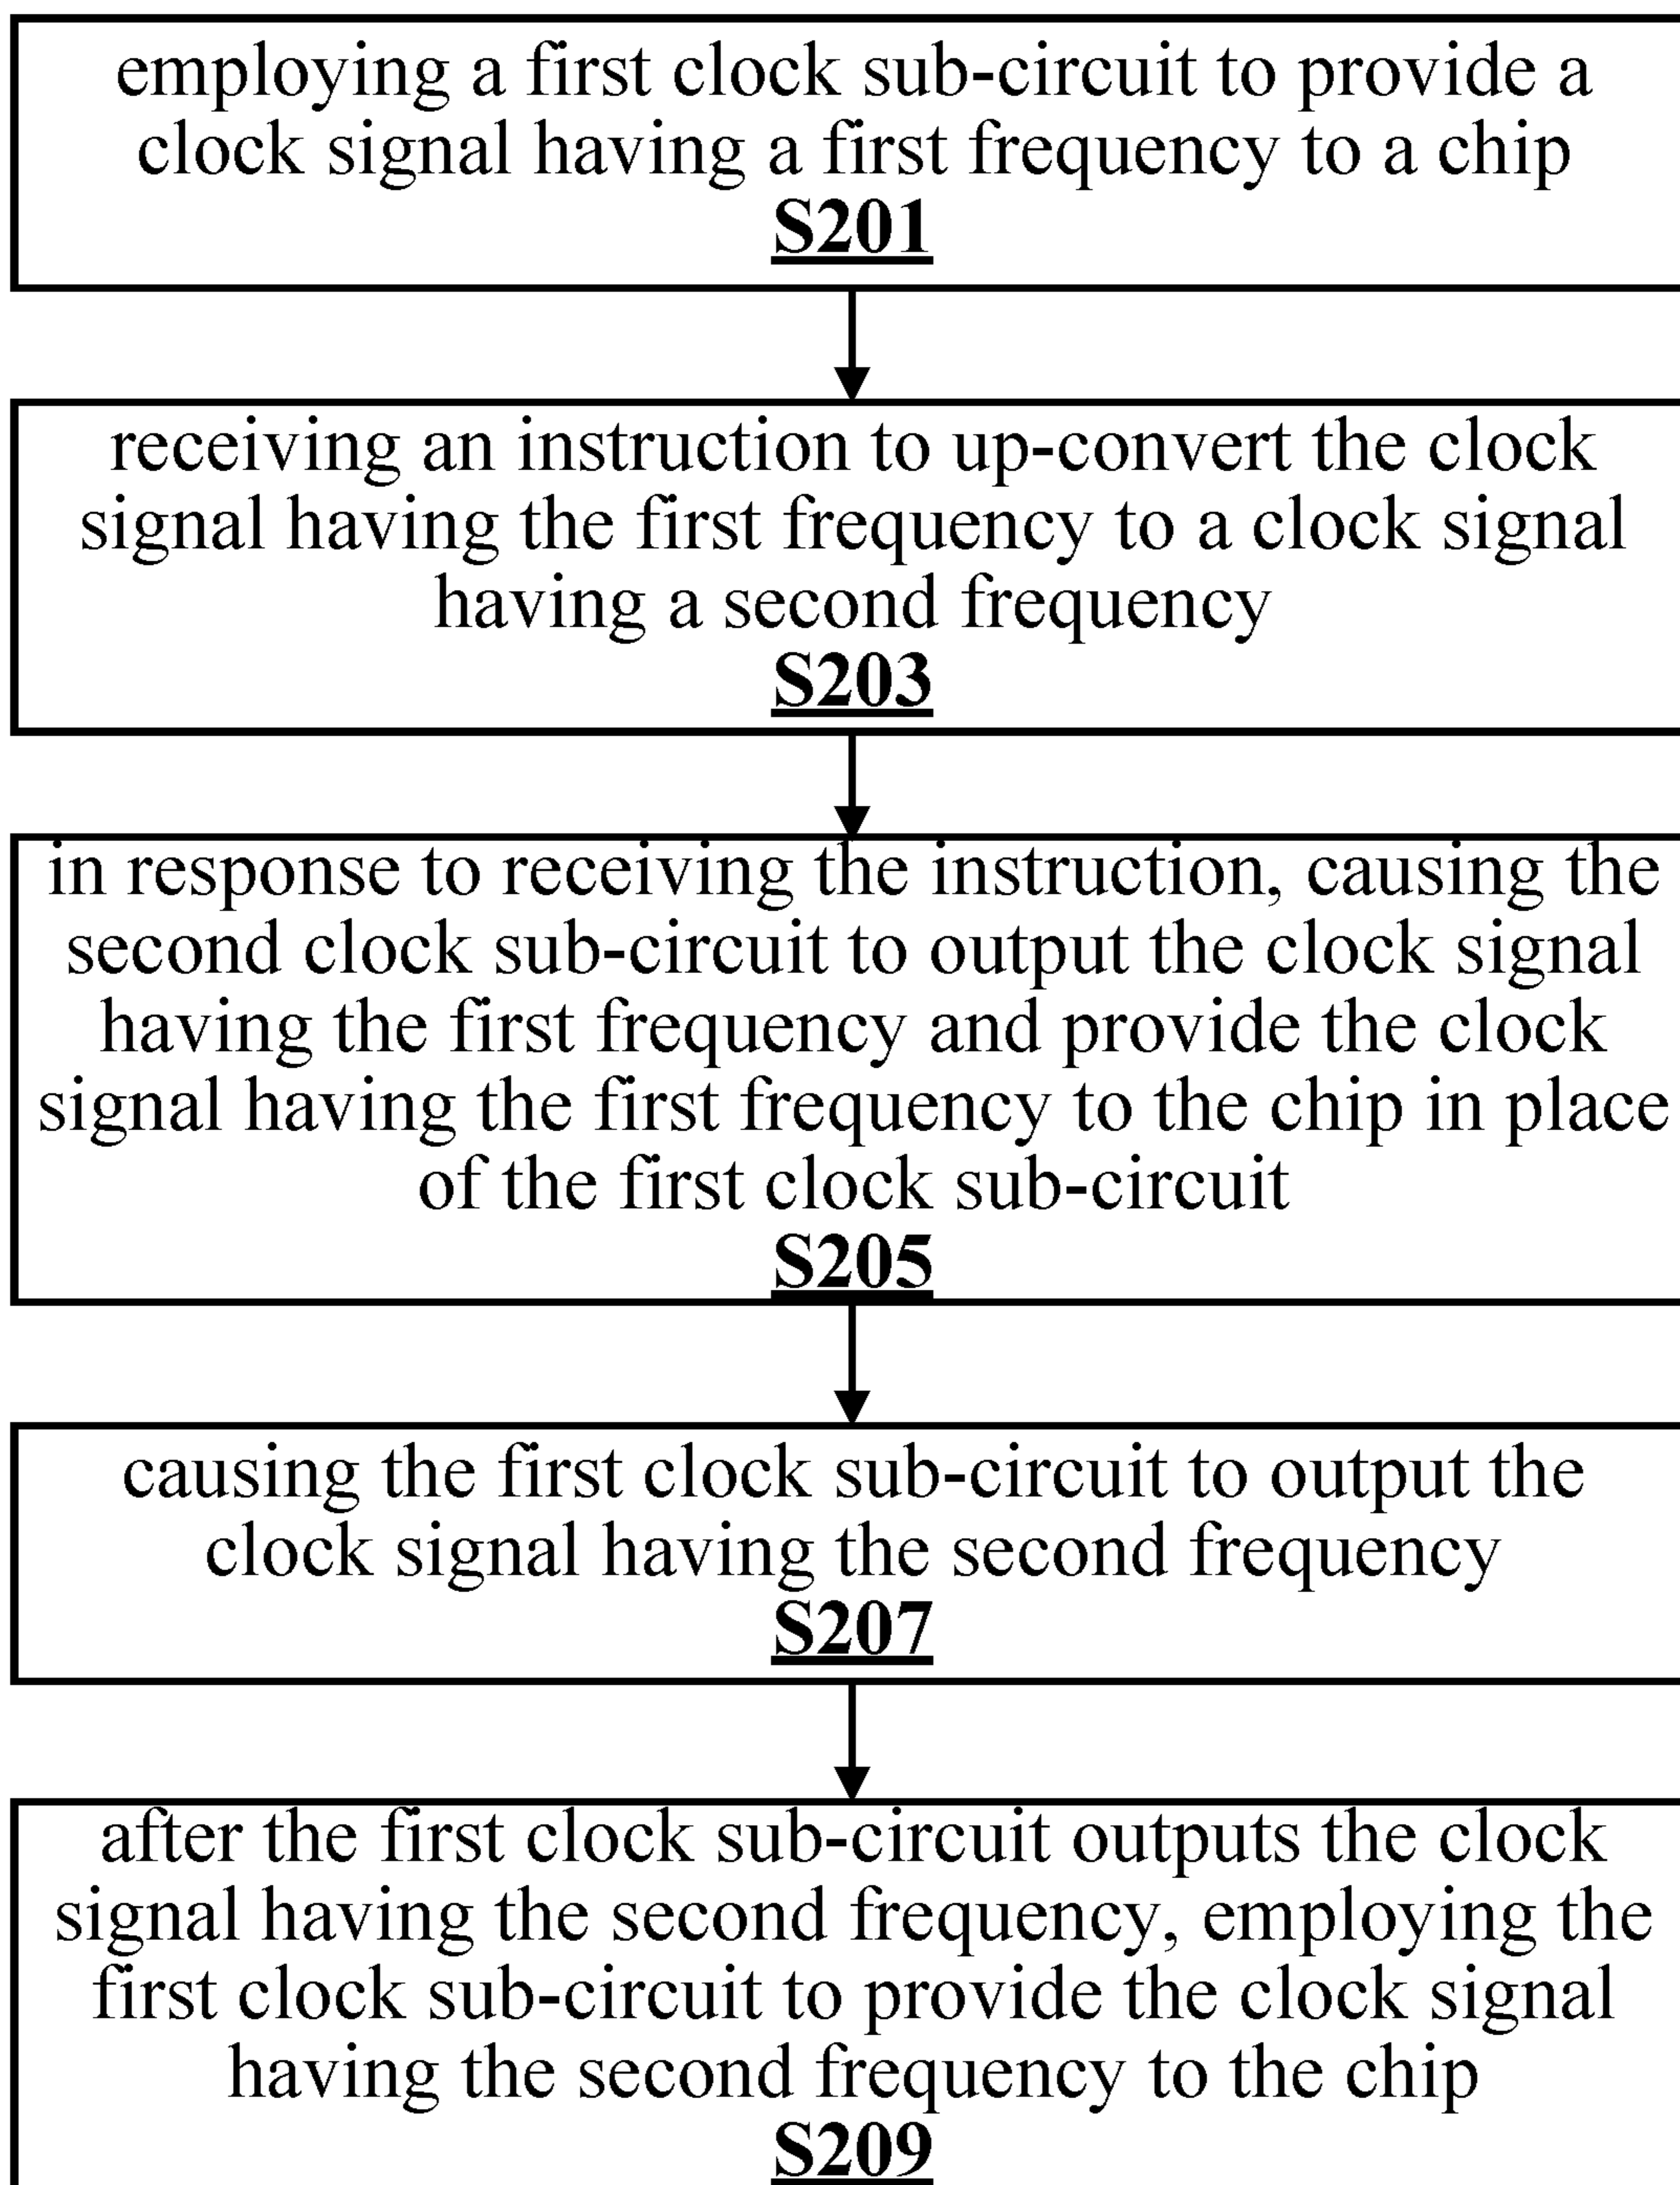 employing a first clock sub-circuit to provide a
clock signal having a first frequency to a chip
S201
receiving an instruction to up-convert the clock
signal having the first frequency to a clock signal
having a second frequency
S203
in response to receiving the instruction, causing the
second clock sub-circuit to output the clock signal
having the first frequency and provide the clock
signal having the first frequency to the chip in place
of the first clock sub-circuit
S205
causing the first clock sub-circuit to output the
clock signal having the second frequency
S207
after the first clock sub-circuit outputs the clock
signal having the second frequency, employing the
first clock sub-circuit to provide the clock signal
having the second frequency to the chip
S209